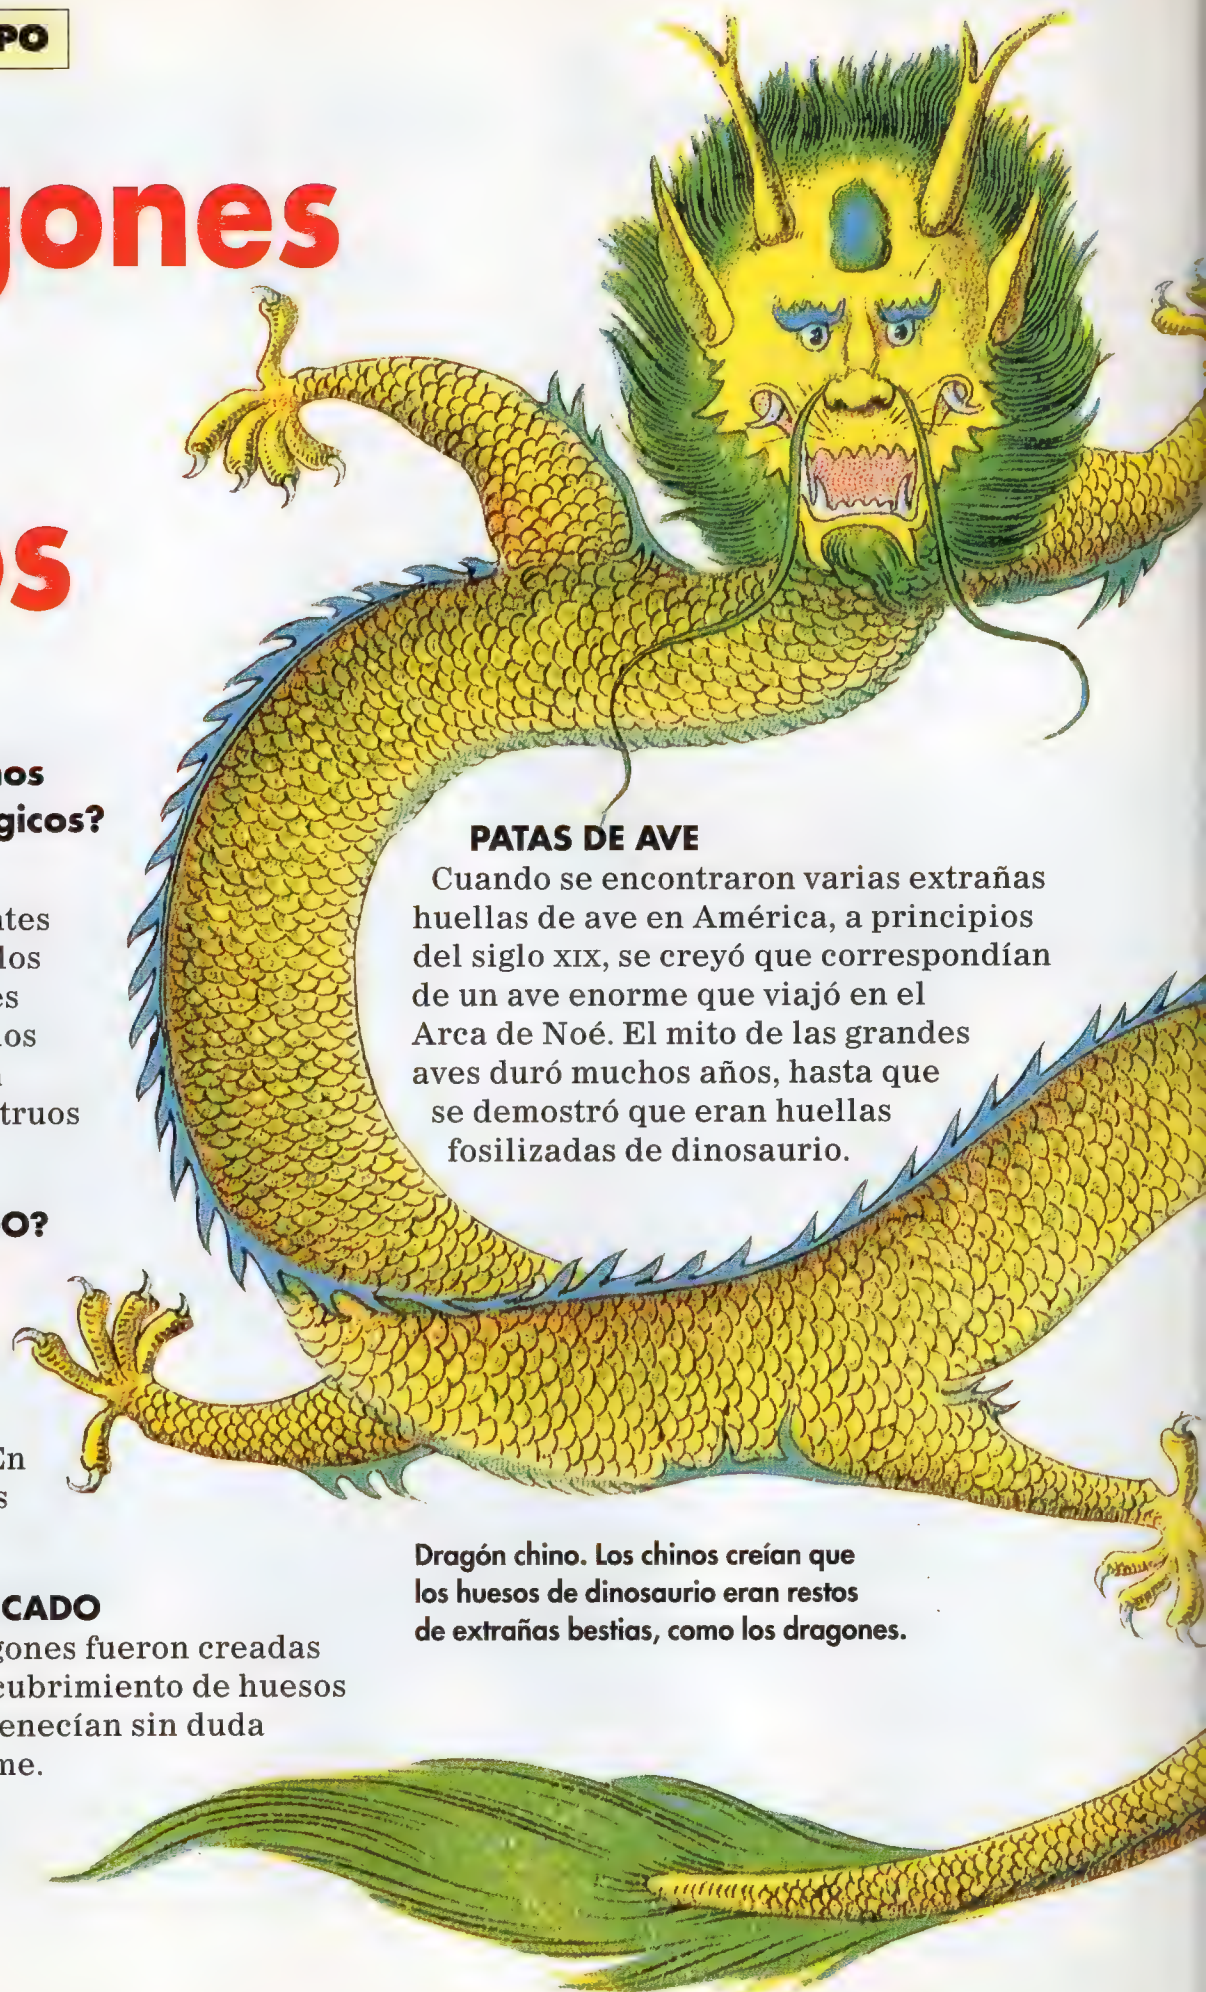 PO
gones
os
nos
gicos?
ntes
los
es
os
truos
O?
En
s
CADO
gones fueron creadas
cubrimiento de huesos
enecían sin duda
me.
PATAS DE AVE
Cuando se encontraron varias extrañas
huellas de ave en América, a principios
del siglo XIX, se creyó que correspondían
de un ave enorme que viajó en el
Arca de Noé. El mito de las grandes
aves duró muchos años, hasta que
se demostró que eran huellas
fosilizadas de dinosaurio.
Dragón chino. Los chinos creían que
los huesos de dinosaurio eran restos
de extrañas bestias, como los dragones.